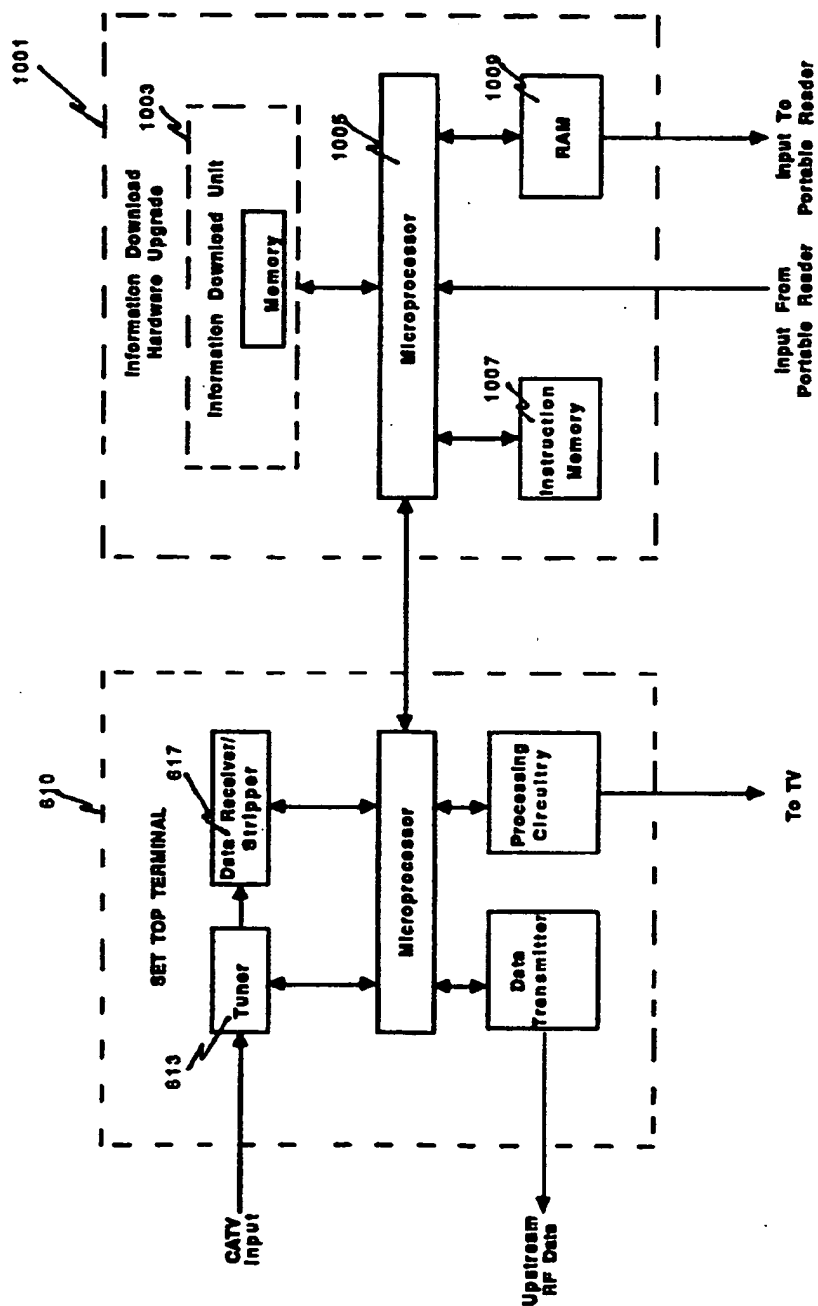 610
SET TOP TERMINAL
CATV
Input
613
Tuner
617
Data Receiver/
Stripper
Microprocessor
Data
Transmitter
Processing
Circuitry
Upstream
RF Data
To TV
1001
Information Download
Hardware Upgrade
1003
Information Download Unit
Memory
1005
Microprocessor
1007
Instruction
Memory
1009
RAM
Input From
Portable Reader
Input To
Portable Reader